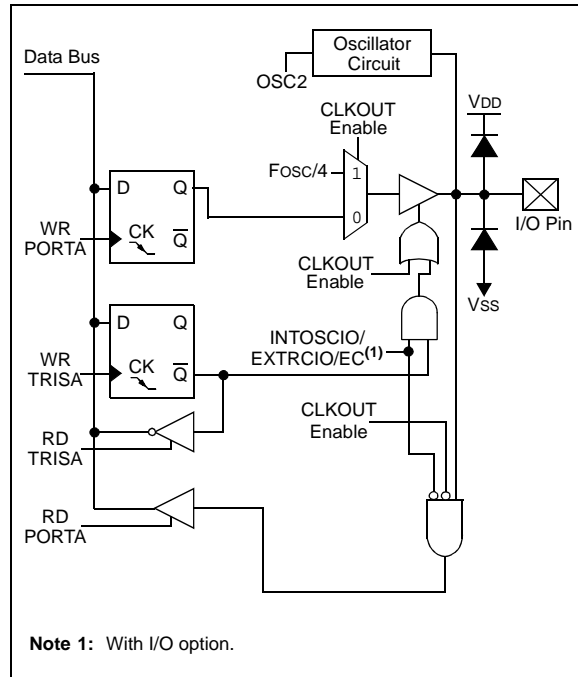 Data Bus
Oscillator
Circuit
OSC2
VDD
CLKOUT
Enable
FOSC/4
1
0
D
Q
CK
Q
WR
PORTA
I/O Pin
VSS
CLKOUT
Enable
D
Q
CK
Q
WR
TRISA
INTOSCIO/
EXTRCIO/EC(1)
CLKOUT
Enable
RD
TRISA
RD
PORTA
Note 1: With I/O option.